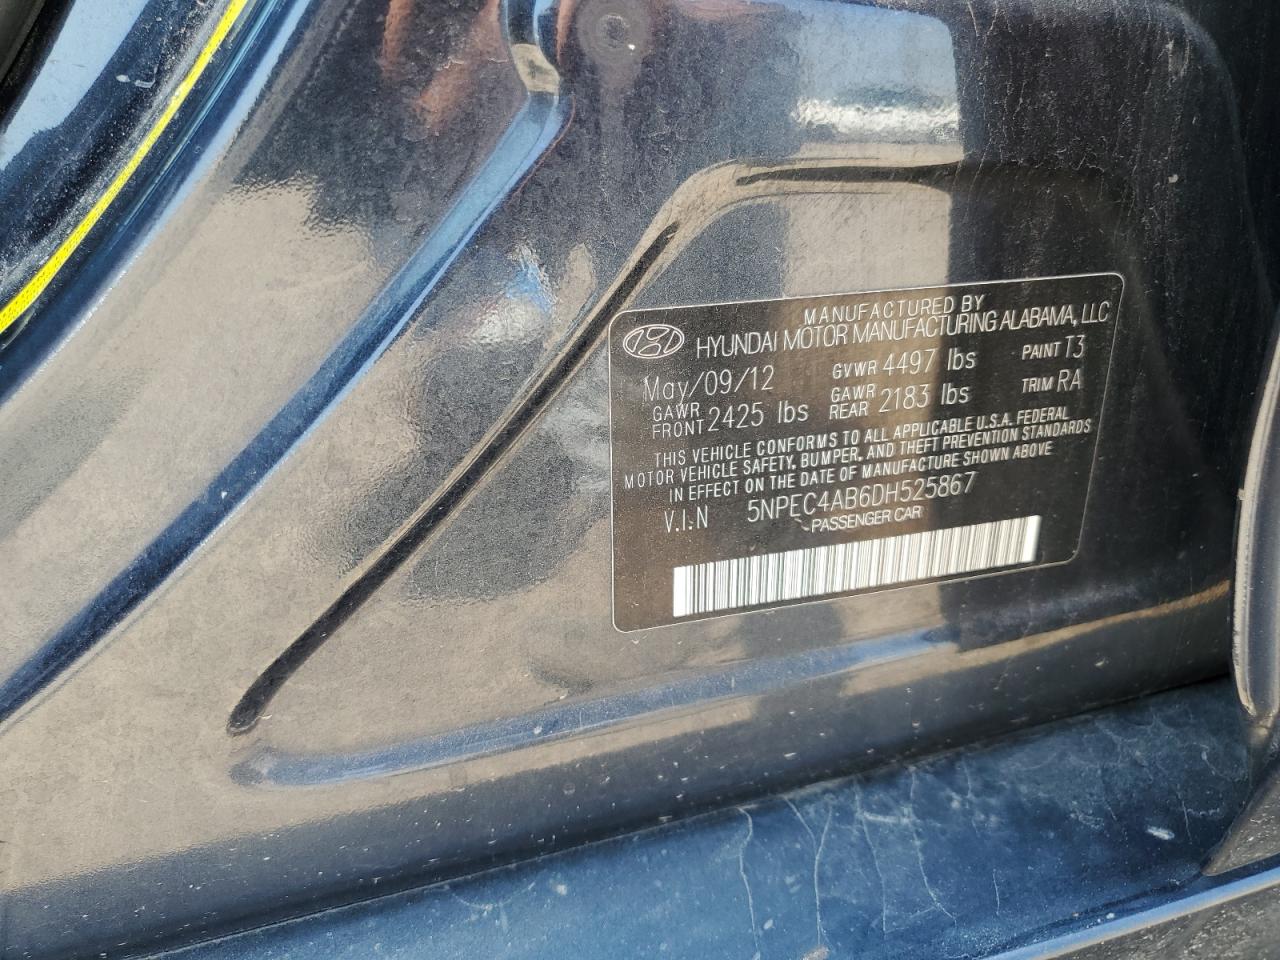 MANUFACTURED BY
HYUNDAI MOTOR MANUFACTURING ALABAMA, LLC
May/09/12 GVWR 4497 lbs PAINT T3
GAWR FRONT 2425 lbs GAWR REAR 2183 lbs TRIM RA
THIS VEHICLE CONFORMS TO ALL APPLICABLE U.S.A. FEDERAL
MOTOR VEHICLE SAFETY, BUMPER, AND THEFT PREVENTION STANDARDS
IN EFFECT ON THE DATE OF MANUFACTURE SHOWN ABOVE
V.I.N 5NPEC4AB6DH525867
PASSENGER CAR